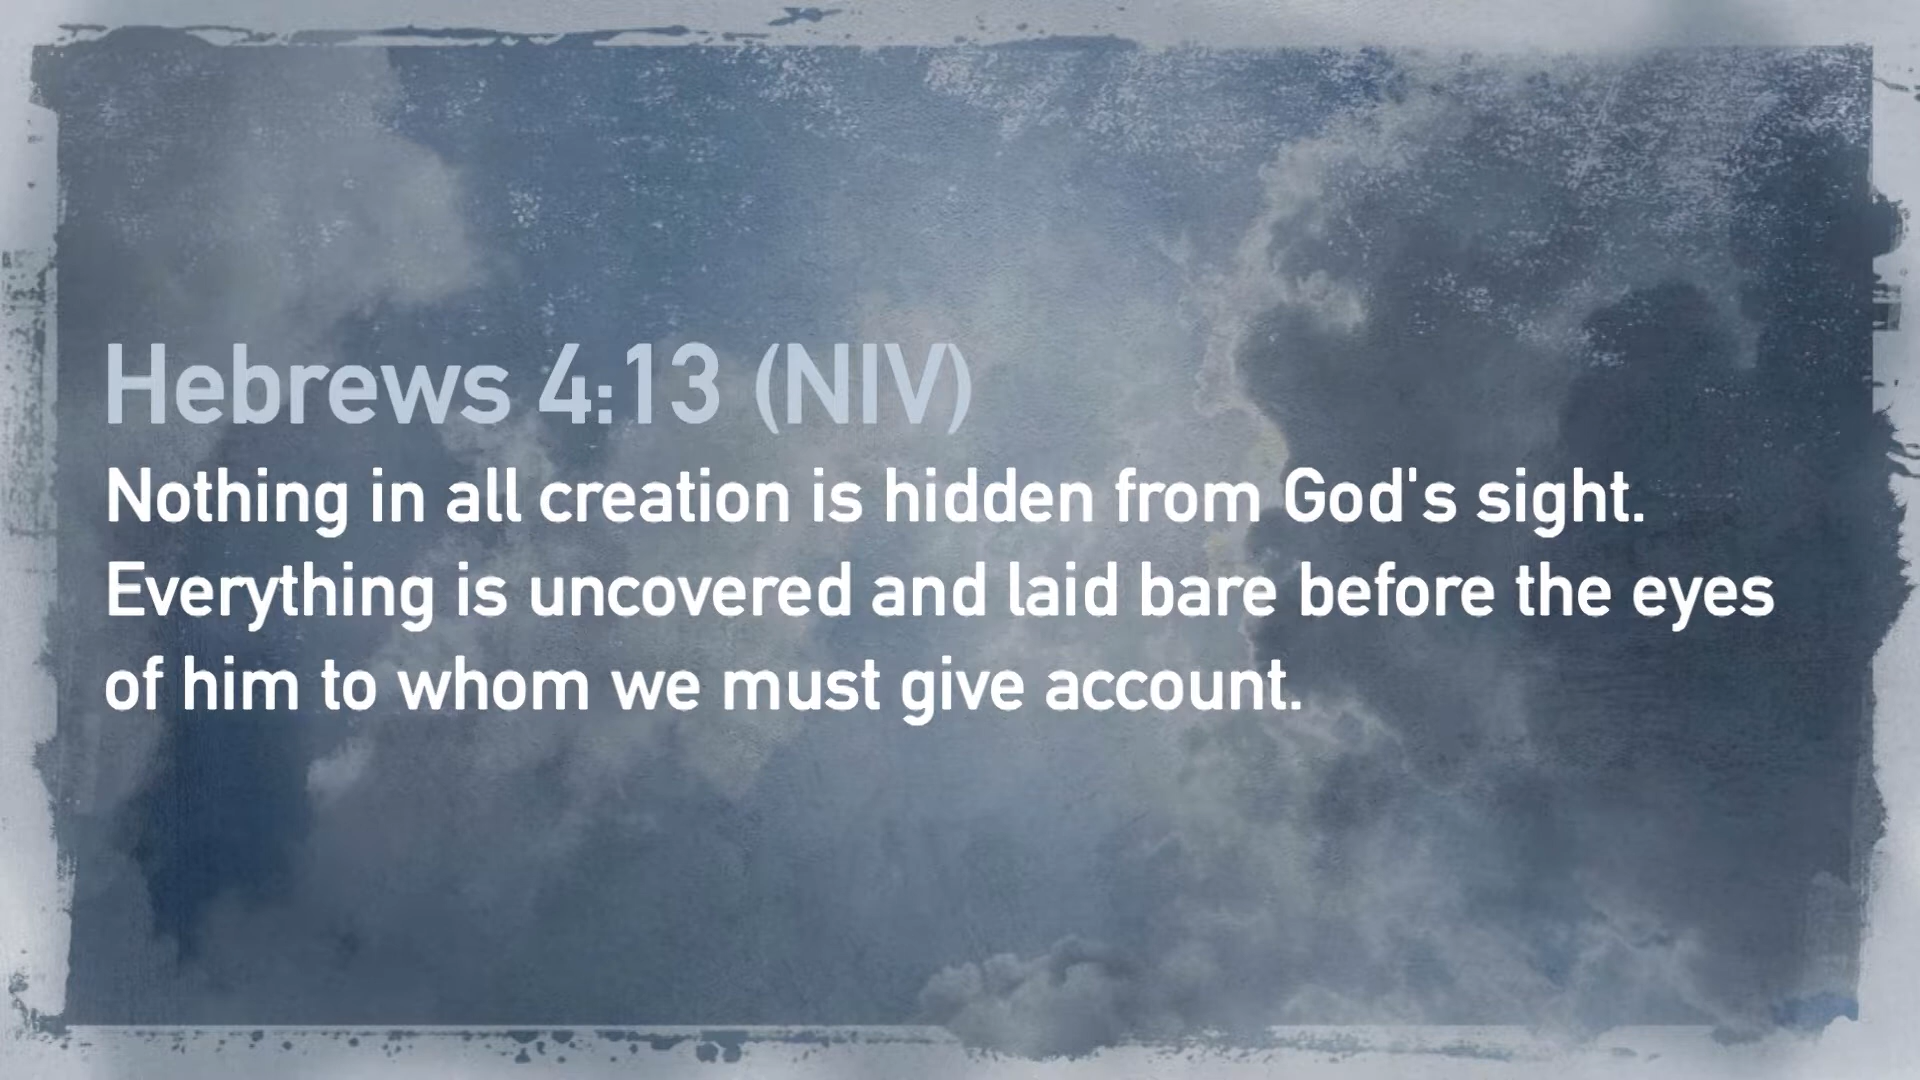 Hebrews 4:13 (NIV)
Nothing in all creation is hidden from God's sight.
Everything is uncovered and laid bare before the eyes
of him to whom we must give account.